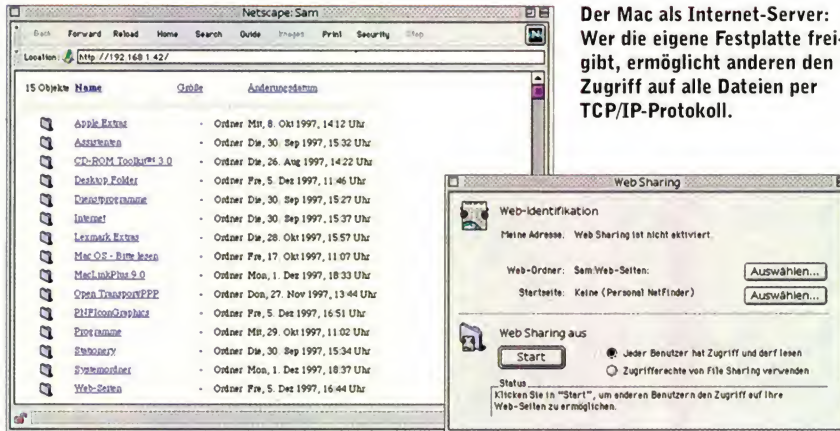 Netscape: Sam
Back Forward Reload Home Search Guide Images Print Security Stop
Location: http://192.168.1.42/
15 Objekte Name Größe Änderungsdatum
Apple Extras - Ordner Mit, 8. Okt 1997, 14:12 Uhr
Assistenten - Ordner Die, 30. Sep 1997, 15:32 Uhr
CD-ROM Toolkit™ 3.0 - Ordner Die, 26. Aug 1997, 14:22 Uhr
Desktop Folder - Ordner Fre, 5. Dez 1997, 11:46 Uhr
Dienstprogramme - Ordner Die, 30. Sep 1997, 15:27 Uhr
Internet - Ordner Die, 30. Sep 1997, 15:37 Uhr
Lexmark Extras - Ordner Die, 28. Okt 1997, 15:57 Uhr
Mac OS - Bitte lesen - Ordner Fre, 17. Okt 1997, 11:07 Uhr
MacLinkPlus 9.0 - Ordner Mon, 1. Dez 1997, 18:33 Uhr
Open Transport/PPP - Ordner Don, 27. Nov 1997, 13:44 Uhr
PNPIconGraphics - Ordner Fre, 5. Dez 1997, 16:51 Uhr
Programme - Ordner Mit, 29. Okt 1997, 11:02 Uhr
Stationery - Ordner Die, 30. Sep 1997, 15:34 Uhr
Systemordner - Ordner Mon, 1. Dez 1997, 18:37 Uhr
Web-Seiten - Ordner Fre, 5. Dez 1997, 16:44 Uhr
Der Mac als Internet-Server:
Wer die eigene Festplatte frei-
gibt, ermöglicht anderen den
Zugriff auf alle Dateien per
TCP/IP-Protokoll.
Web Sharing
Web-Identifikation
Meine Adresse: Web Sharing ist nicht aktiviert.
Web-Ordner: Sam:Web-Seiten: Auswählen...
Startseite: Keine (Personal NetFinder) Auswählen...
Web Sharing aus
Start
Jeder Benutzer hat Zugriff und darf lesen
Zugriffsrechte von File Sharing verwenden
Status
Klicken Sie in "Start", um anderen Benutzern den Zugriff auf Ihre
Web-Seiten zu ermöglichen.